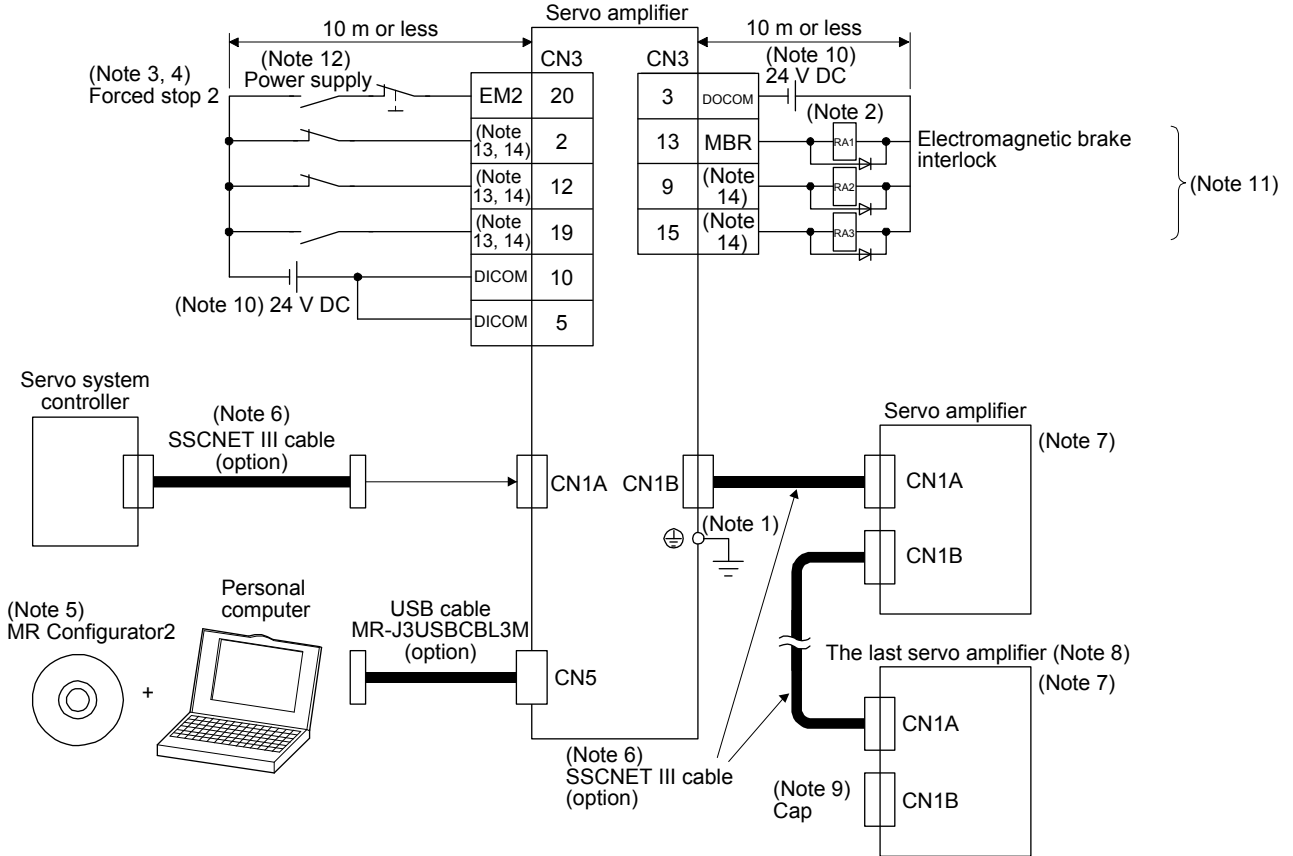 Servo amplifier
10 m or less
10 m or less
(Note 12)
Power supply
CN3
CN3
(Note 10)
24 V DC
(Note 3, 4)
Forced stop 2
EM2 20
3 DOCOM
(Note 2)
(Note
13, 14)
2
13 MBR
RA1
Electromagnetic brake
interlock
(Note
13, 14)
12
9
(Note
14)
RA2
(Note 11)
(Note
13, 14)
19
15
(Note
14)
RA3
DICOM 10
(Note 10) 24 V DC
DICOM 5
Servo system
controller
(Note 6)
SSCNET III cable
(option)
CN1A
CN1B
Servo amplifier
(Note 7)
CN1A
(Note 1)
CN1B
(Note 5)
MR Configurator2
+
Personal
computer
USB cable
MR-J3USBCBL3M
(option)
CN5
The last servo amplifier (Note 8)
(Note 7)
CN1A
(Note 6)
SSCNET III cable
(option)
(Note 9)
Cap
CN1B